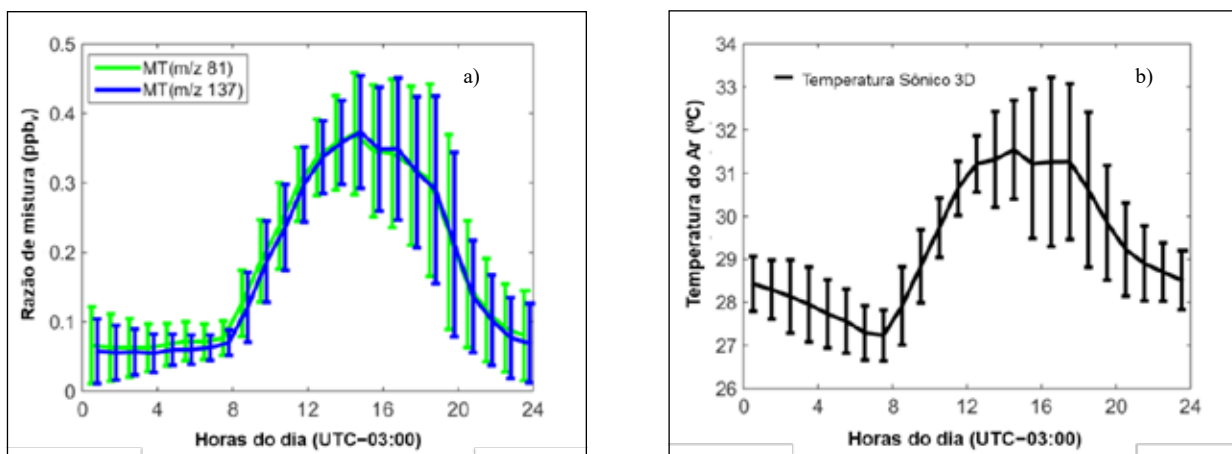 0.5
0.4
0.3
0.2
0.1
0
MT(m/z 81)
MT(m/z 137)
a)
Razão de mistura (ppbv)
0 4 8 12 16 20 24
Horas do dia (UTC−03:00)
34
33
32
31
30
29
28
27
26
Temperatura Sônico 3D
b)
Temperatura do Ar (ºC)
0 4 8 12 16 20 24
Horas do dia (UTC−03:00)